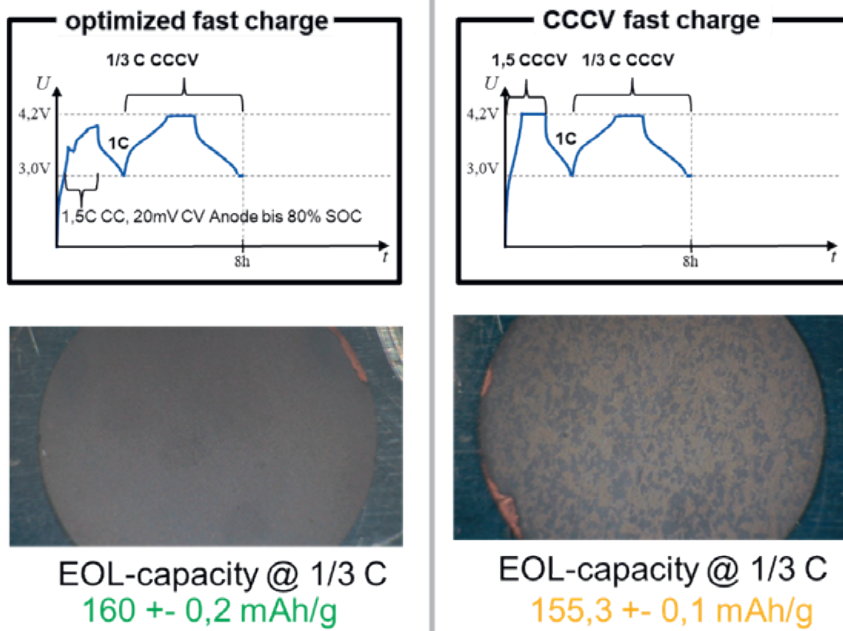 optimized fast charge
1/3 C CCCV
U
4,2V
1C
3,0V
1,5C CC, 20mV CV Anode bis 80% SOC
8h
t
EOL-capacity @ 1/3 C
160 +- 0,2 mAh/g
CCCV fast charge
1,5 CCCV
1/3 C CCCV
U
4,2V
1C
3,0V
8h
t
EOL-capacity @ 1/3 C
155,3 +- 0,1 mAh/g